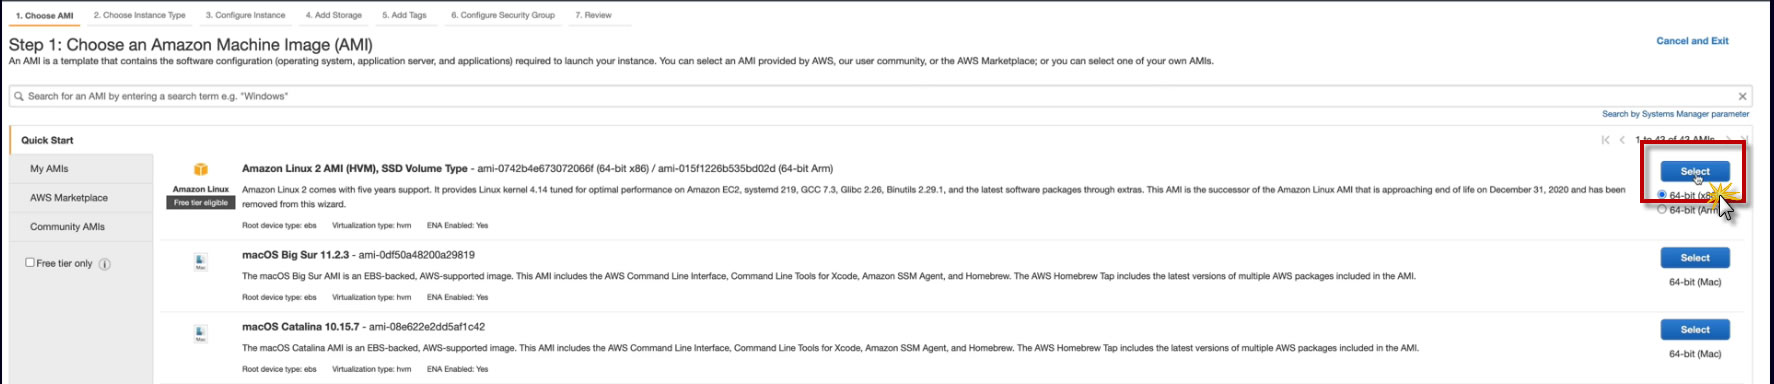 1. Choose AMI 2. Choose Instance Type 3. Configure Instance 4. Add Storage 5. Add Tags 6. Configure Security Group 7. Review
Step 1: Choose an Amazon Machine Image (AMI)
Cancel and Exit
An AMI is a template that contains the software configuration (operating system, application server, and applications) required to launch your instance. You can select an AMI provided by AWS, our user community, or the AWS Marketplace; or you can select one of your own AMIs.
Search for an AMI by entering a search term e.g. "Windows"
Search by Systems Manager parameter
Quick Start
My AMIs
AWS Marketplace
Community AMIs
Free tier only
1 to 43 of 43 AMIs
Amazon Linux
Free tier eligible
Amazon Linux 2 AMI (HVM), SSD Volume Type - ami-0742b4e673072066f (64-bit x86) / ami-015f1226b535bd02d (64-bit Arm)
Amazon Linux 2 comes with five years support. It provides Linux kernel 4.14 tuned for optimal performance on Amazon EC2, systemd 219, GCC 7.3, Glibc 2.26, Binutils 2.29.1, and the latest software packages through extras. This AMI is the successor of the Amazon Linux AMI that is approaching end of life on December 31, 2020 and has been
removed from this wizard.
Root device type: ebs Virtualization type: hvm ENA Enabled: Yes
Select
64-bit
64-bit
Mac
macOS Big Sur 11.2.3 - ami-0df50a48200a29819
The macOS Big Sur AMI is an EBS-backed, AWS-supported image. This AMI includes the AWS Command Line Interface, Command Line Tools for Xcode, Amazon SSM Agent, and Homebrew. The AWS Homebrew Tap includes the latest versions of multiple AWS packages included in the AMI.
Root device type: ebs Virtualization type: hvm ENA Enabled: Yes
Select
64-bit (Mac)
Mac
macOS Catalina 10.15.7 - ami-08e622e2dd5af1c42
The macOS Catalina AMI is an EBS-backed, AWS-supported image. This AMI includes the AWS Command Line Interface, Command Line Tools for Xcode, Amazon SSM Agent, and Homebrew. The AWS Homebrew Tap includes the latest versions of multiple AWS packages included in the AMI.
Root device type: ebs Virtualization type: hvm ENA Enabled: Yes
Select
64-bit (Mac)